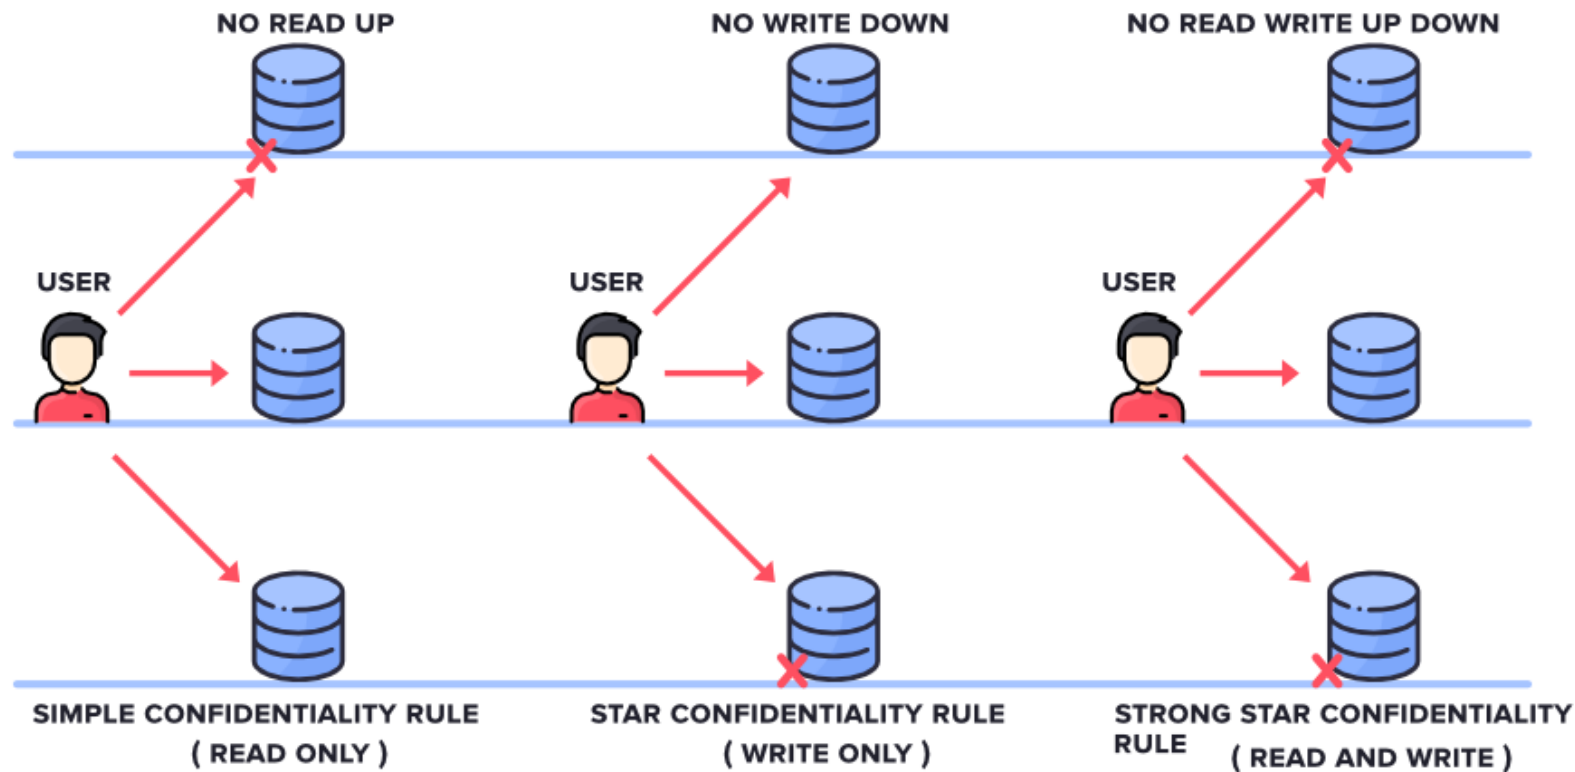 NO READ UP
NO WRITE DOWN
NO READ WRITE UP DOWN
USER
USER
USER
SIMPLE CONFIDENTIALITY RULE
( READ ONLY )
STAR CONFIDENTIALITY RULE
( WRITE ONLY )
STRONG STAR CONFIDENTIALITY
RULE
( READ AND WRITE )